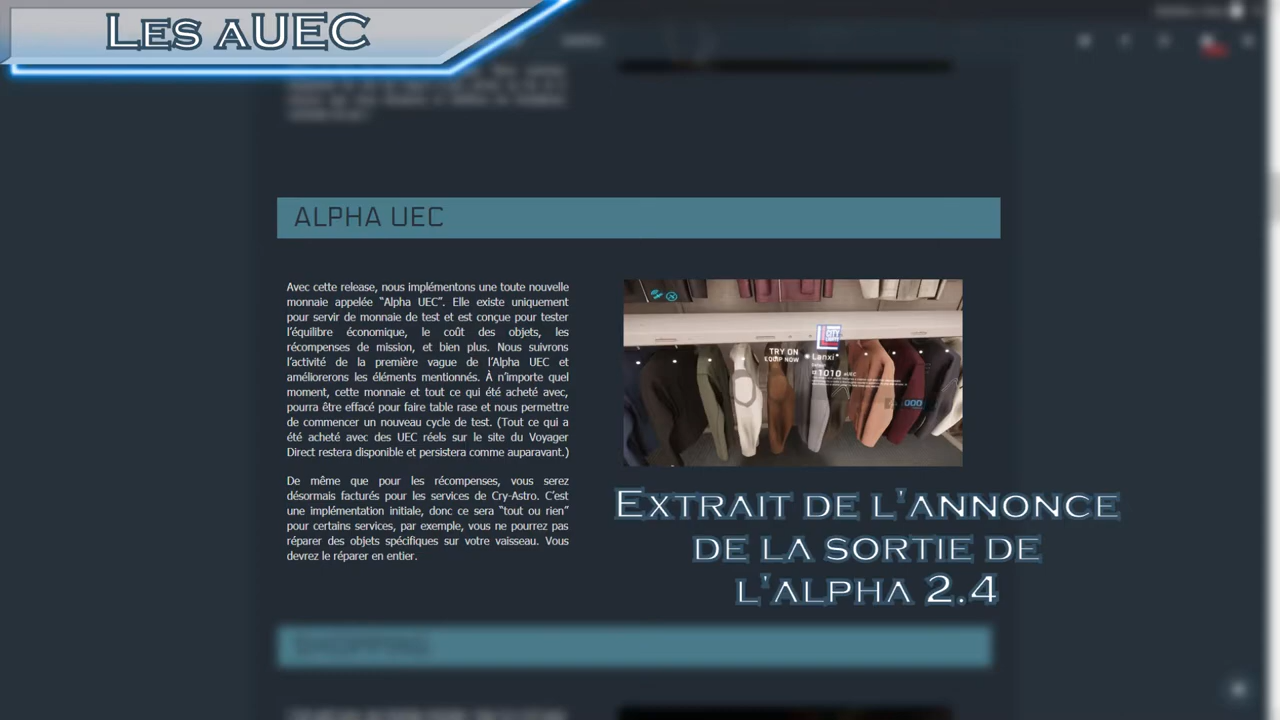 Les aUEC
ALPHA UEC
Avec cette release, nous implémentons une toute nouvelle
monnaie appelée “Alpha UEC”. Elle existe uniquement
pour servir de monnaie de test et est conçue pour tester
l’équilibre économique, le coût des objets, les
récompenses de mission, et bien plus. Nous suivrons
l’activité de la première vague de l’Alpha UEC et
améliorerons les éléments mentionnés. À n’importe quel
moment, cette monnaie et tout ce qui été acheté avec,
pourra être effacé pour faire table rase et nous permettre
de commencer un nouveau cycle de test. (Tout ce qui a
été acheté avec des UEC réels sur le site du Voyager
Direct restera disponible et persistera comme auparavant.)
De même que pour les récompenses, vous serez
désormais facturés pour les services de Cry-Astro. C’est
une implémentation initiale, donc ce sera “tout ou rien”
pour certains services, par exemple, vous ne pourrez pas
réparer des objets spécifiques sur votre vaisseau. Vous
devrez le réparer en entier.
TRY ON
EQUIP NOW
Lanxi
1010 aUEC
Extrait de l'annonce
de la sortie de
l'alpha 2.4
SHOPPING